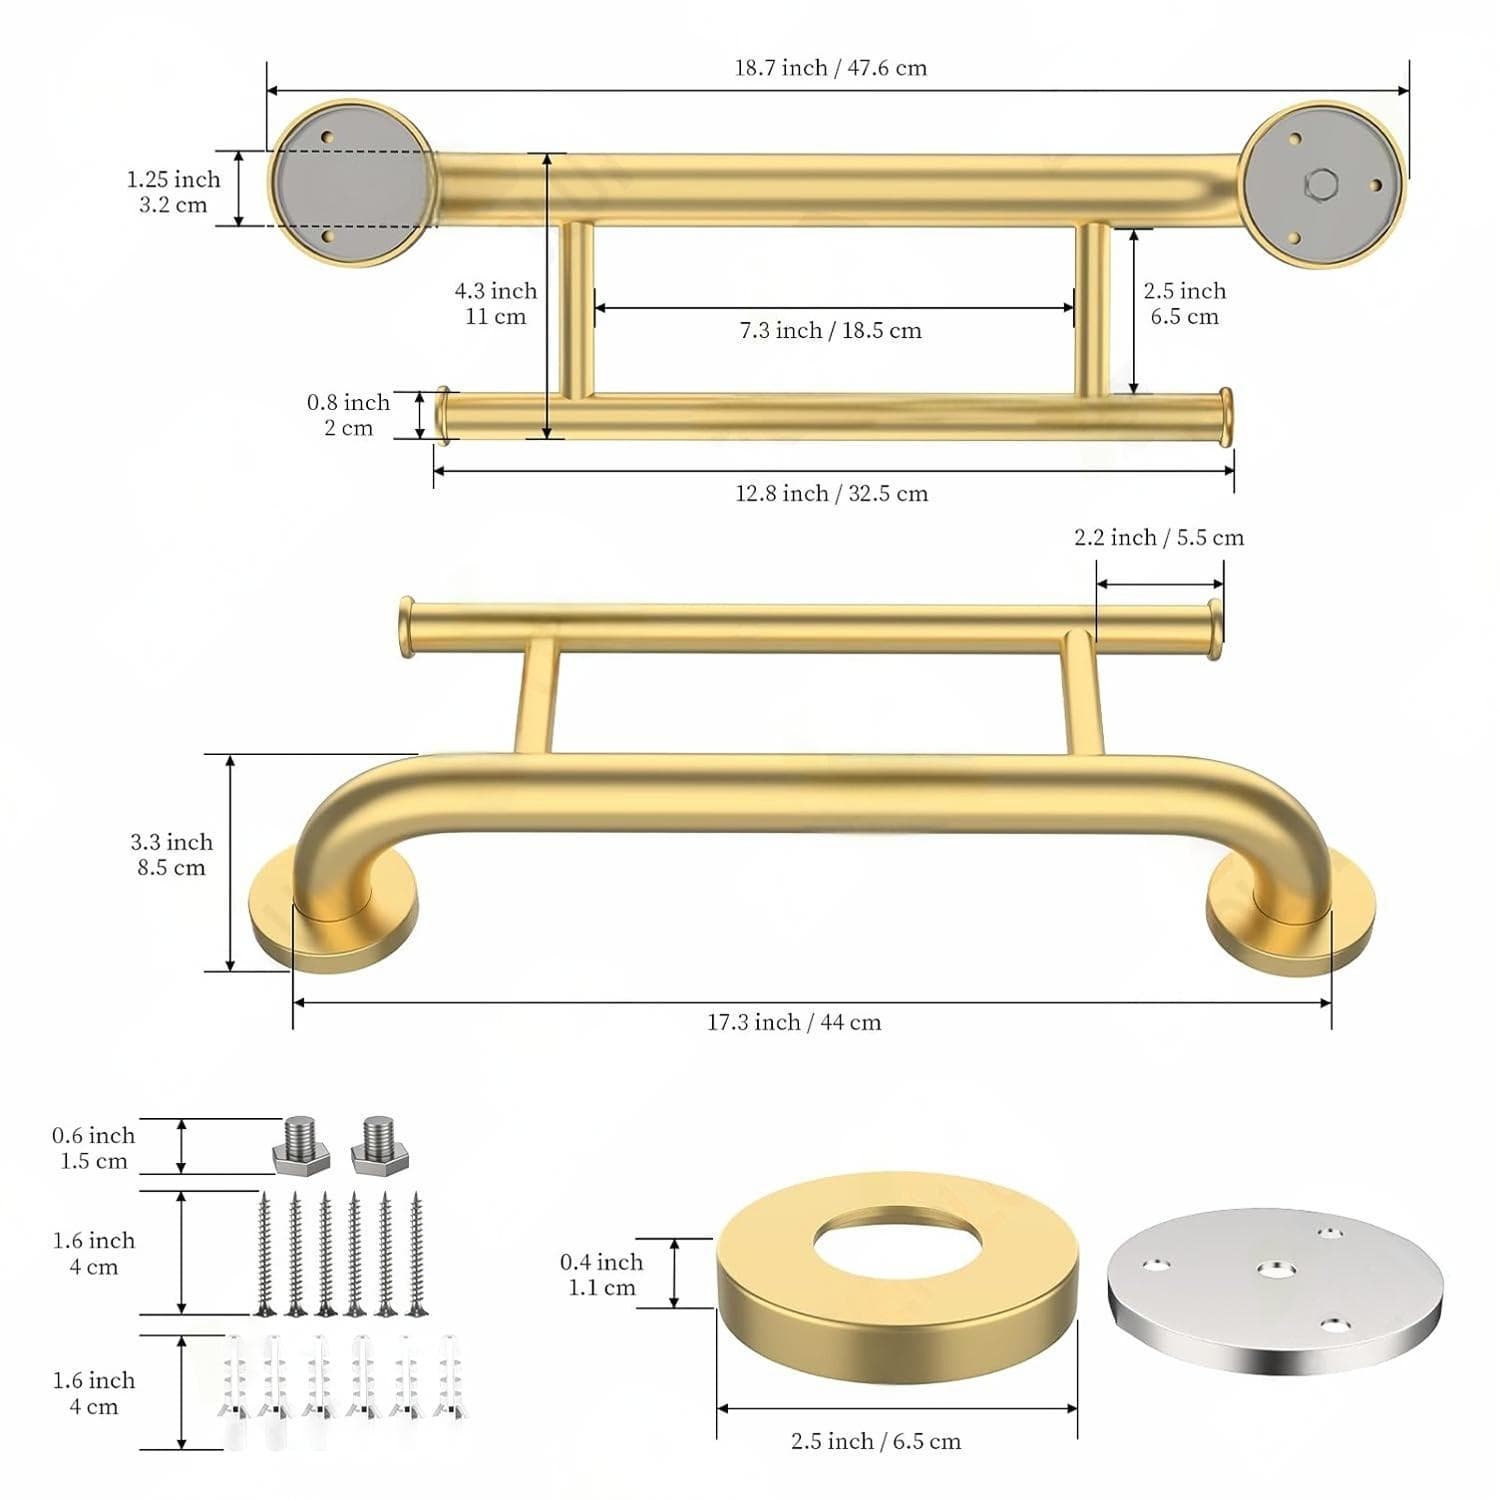 18.7 inch / 47.6 cm
1.25 inch
3.2 cm
4.3 inch
11 cm
7.3 inch / 18.5 cm
2.5 inch
6.5 cm
0.8 inch
2 cm
12.8 inch / 32.5 cm
2.2 inch / 5.5 cm
3.3 inch
8.5 cm
17.3 inch / 44 cm
0.6 inch
1.5 cm
1.6 inch
4 cm
1.6 inch
4 cm
0.4 inch
1.1 cm
2.5 inch / 6.5 cm